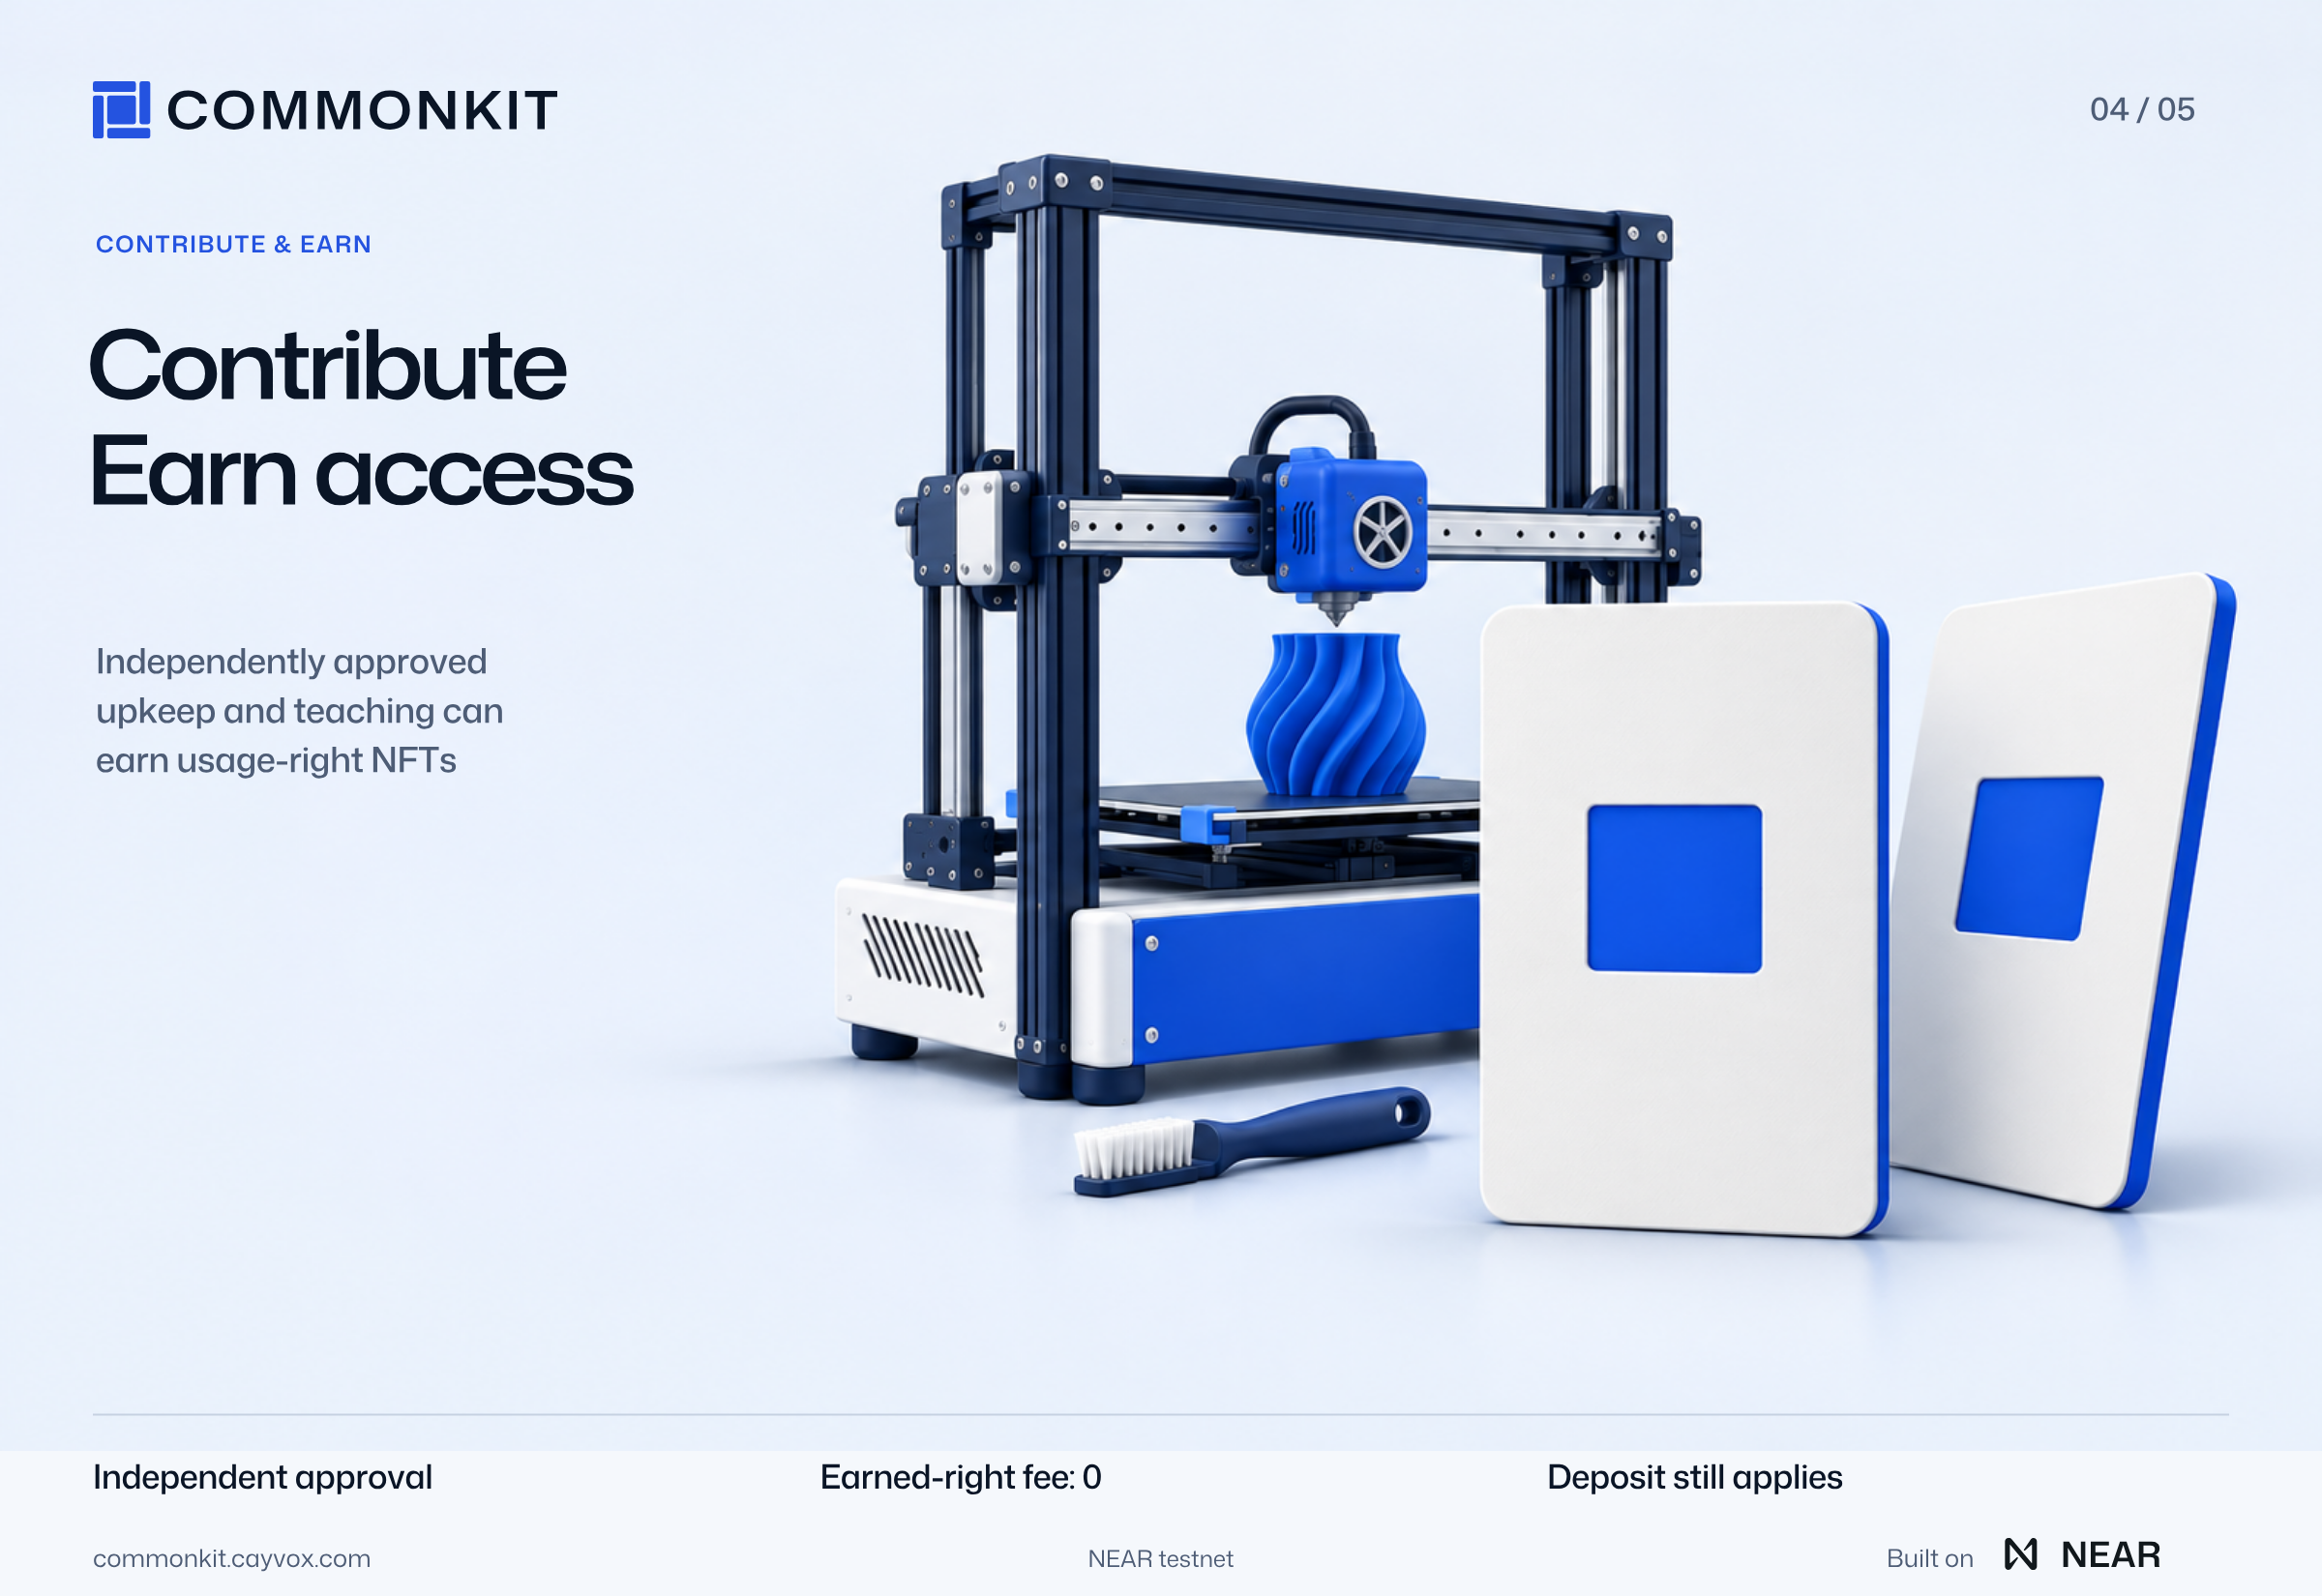 COMMONKIT
04 / 05
CONTRIBUTE & EARN
Contribute
Earn access
Independently approved
upkeep and teaching can
earn usage-right NFTs
Independent approval
Earned-right fee: 0
Deposit still applies
commonkit.cayvox.com
NEAR testnet
Built on NEAR